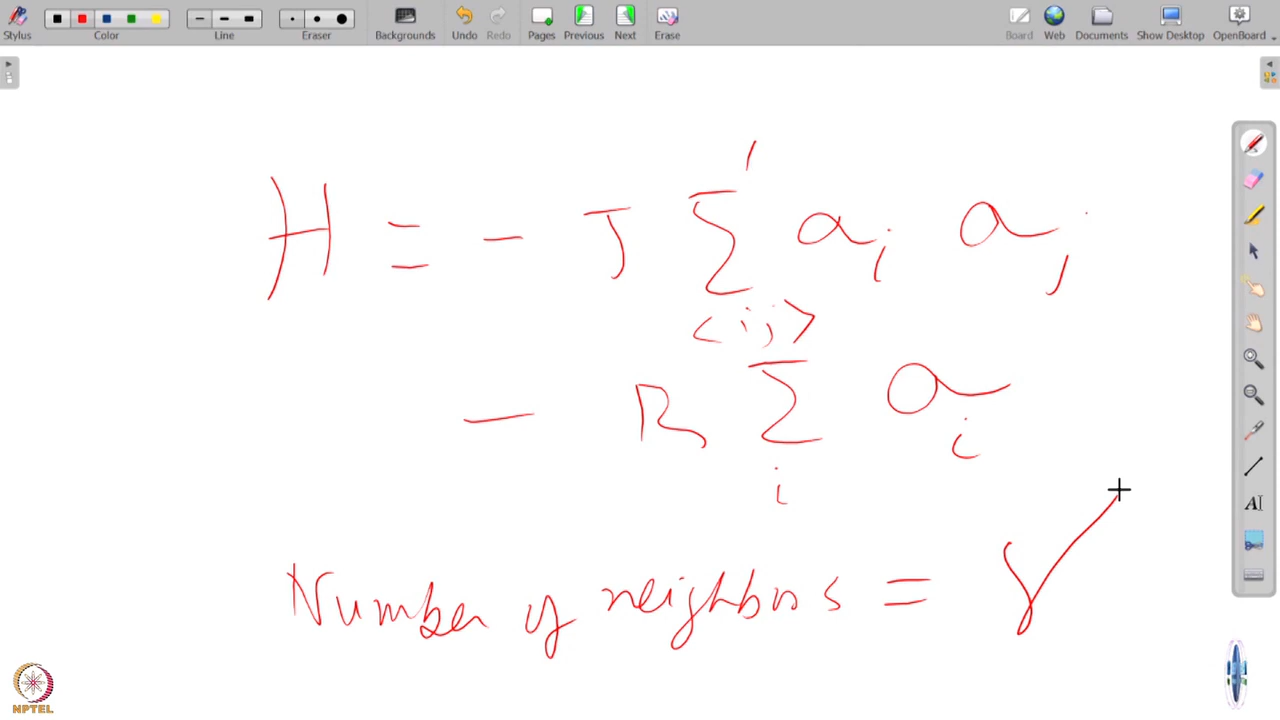 Stylus Color Line Eraser Backgrounds Undo Redo Pages Previous Next Erase Board Web Documents Show Desktop OpenBoard
H = - J Σ' σi σj
<i,j>
- h Σ σi
i
Number of neighbors = γ
NPTEL